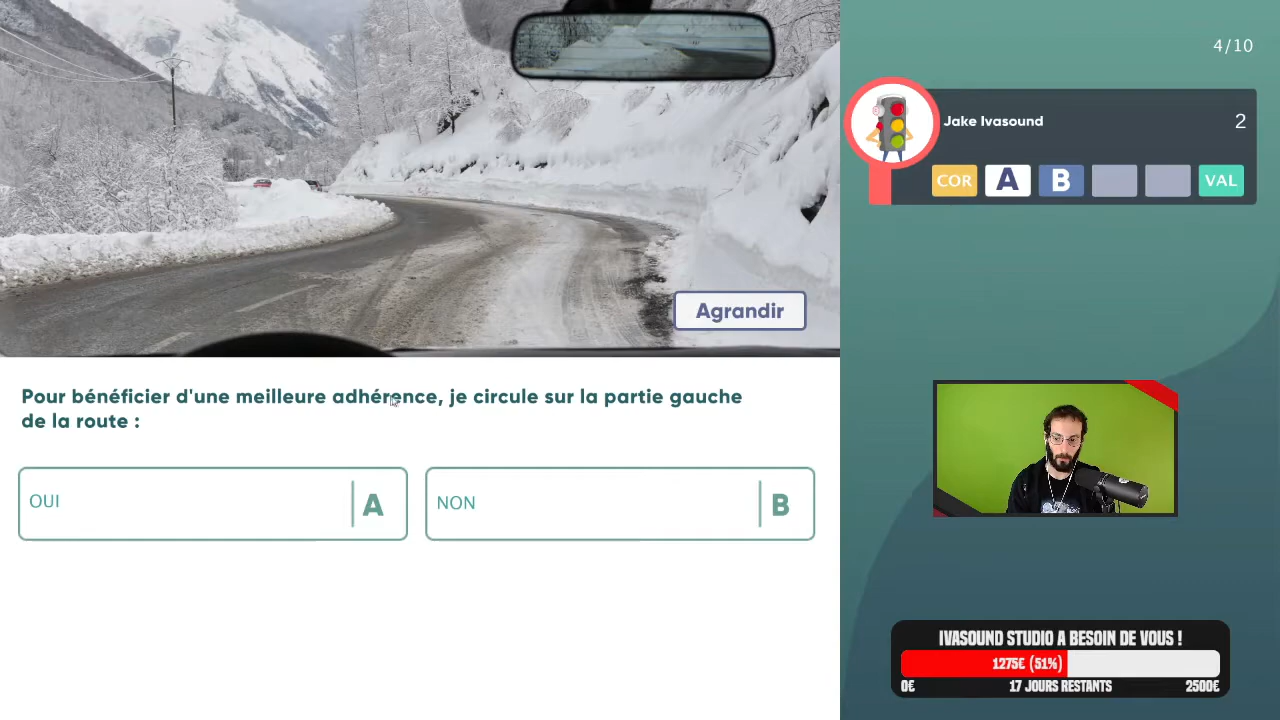 4/10
Jake Ivasound
2
COR
A
B
VAL
Agrandir
Pour bénéficier d'une meilleure adhérence, je circule sur la partie gauche
de la route :
OUI
A
NON
B
IVASOUND STUDIO A BESOIN DE VOUS !
1275€ (51%)
0€
17 JOURS RESTANTS
2500€